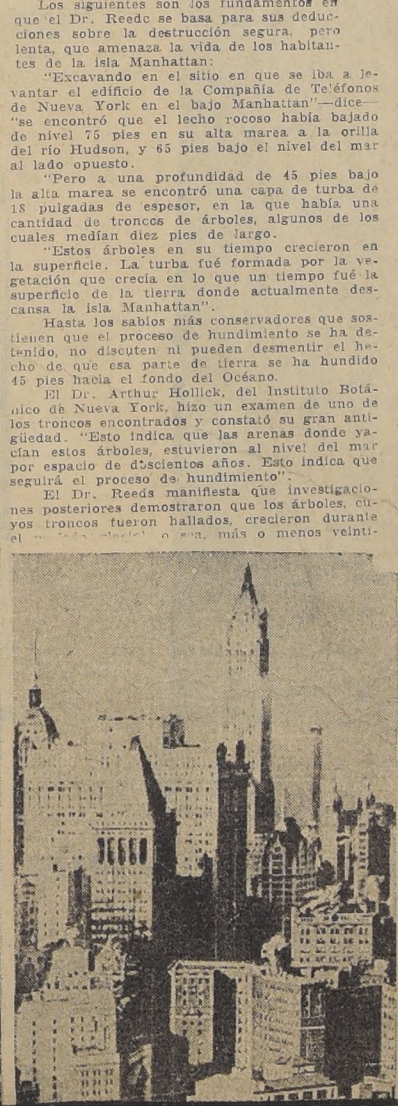 Los siguientes son los fundamentos en
que el Dr. Reedc se basa para sus deduc-
ciones sobre la destrucción segura, pero
lenta, que amenaza la vida de los habitan-
tes de la isla Manhattan:
"Excavando en el sitio en que se iba a le-
vantar el edificio de la Compañía de Teléfonos
de Nueva York en el bajo Manhattan"—dice—
"se encontró que el lecho rocoso había bajado
de nivel 75 pies en su alta marea a la orilla
del río Hudson, y 65 pies bajo el nivel del mar
al lado opuesto.
"Pero a una profundidad de 45 pies bajo
la alta marea se encontró una capa de turba de
18 pulgadas de espesor, en la que había una
cantidad de troncos de árboles, algunos de los
cuales medían diez pies de largo.
"Estos árboles en su tiempo crecieron en
la superficie. La turba fué formada por la ve-
getación que crecía en lo que un tiempo fué la
superficie de la tierra donde actualmente des-
cansa la isla Manhattan".
Hasta los sabios más conservadores que sos-
tienen que el proceso de hundimiento se ha de-
tenido, no discuten ni pueden desmentir el he-
cho de que esa parte de tierra se ha hundido
45 pies hacia el fondo del Océano.
El Dr. Arthur Hollick, del Instituto Botá-
nico de Nueva York, hizo un examen de uno de
los troncos encontrados y constató su gran anti-
güedad. "Esto indica que las arenas donde ya-
cían estos árboles, estuvieron al nivel del mar
por espacio de doscientos años. Esto indica que
seguirá el proceso de hundimiento".
El Dr. Reeds manifiesta que investigacio-
nes posteriores demostraron que los árboles, cu-
yos troncos fueron hallados, crecieron durante
el o sea, más o menos veinti-